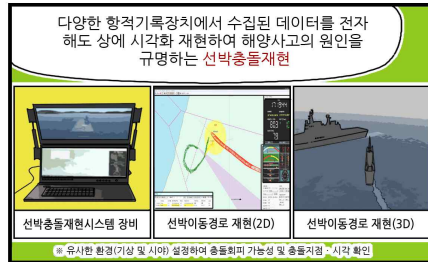 다양한 항적기록장치에서 수집된 데이터를 전자
해도 상에 시각화 재현하여 해양사고의 원인을
규명하는 선박충돌재현
선박충돌재현시스템 장비
선박이동경로 재현(2D)
선박이동경로 재현(3D)
※ 유사한 환경(기상 및 시야) 설정하여 충돌회피 가능성 및 충돌지점·시각 확인